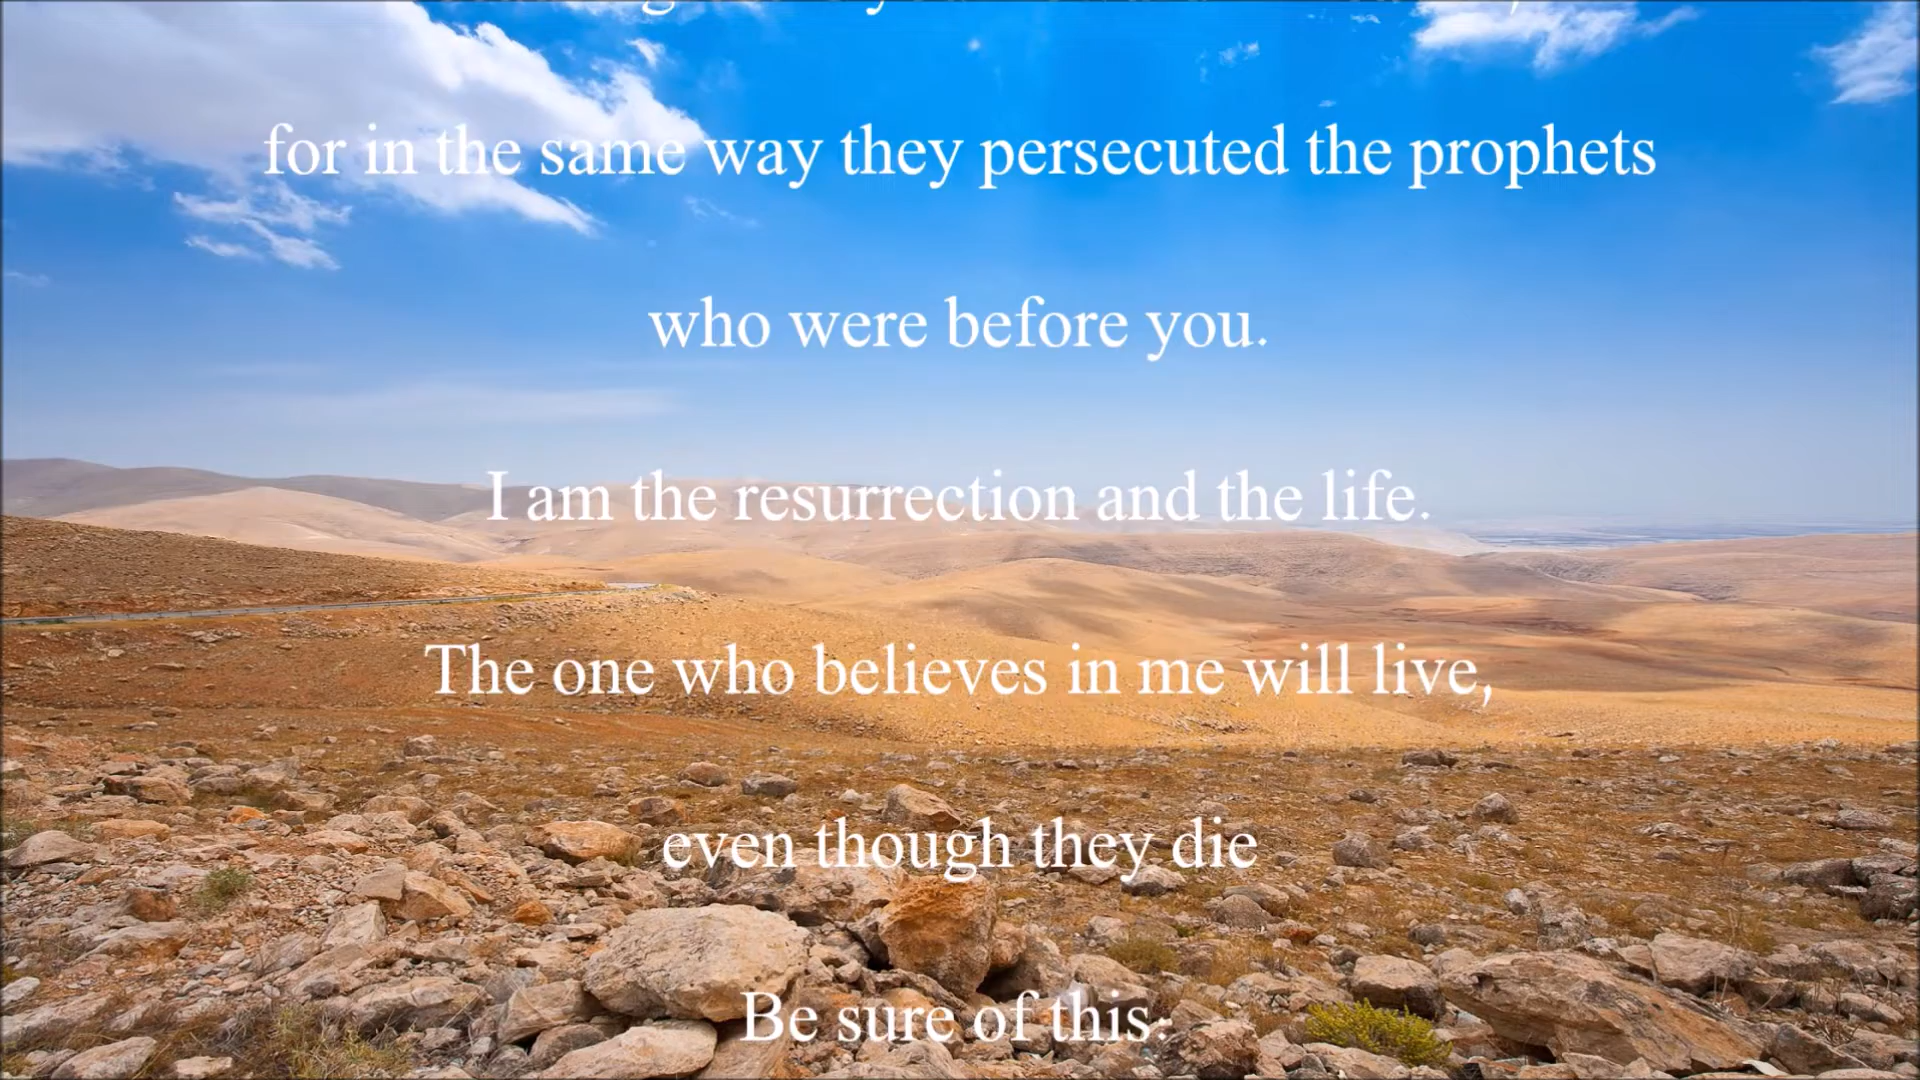 for in the same way they persecuted the prophets
who were before you.
I am the resurrection and the life.
The one who believes in me will live,
even though they die
Be sure of this: